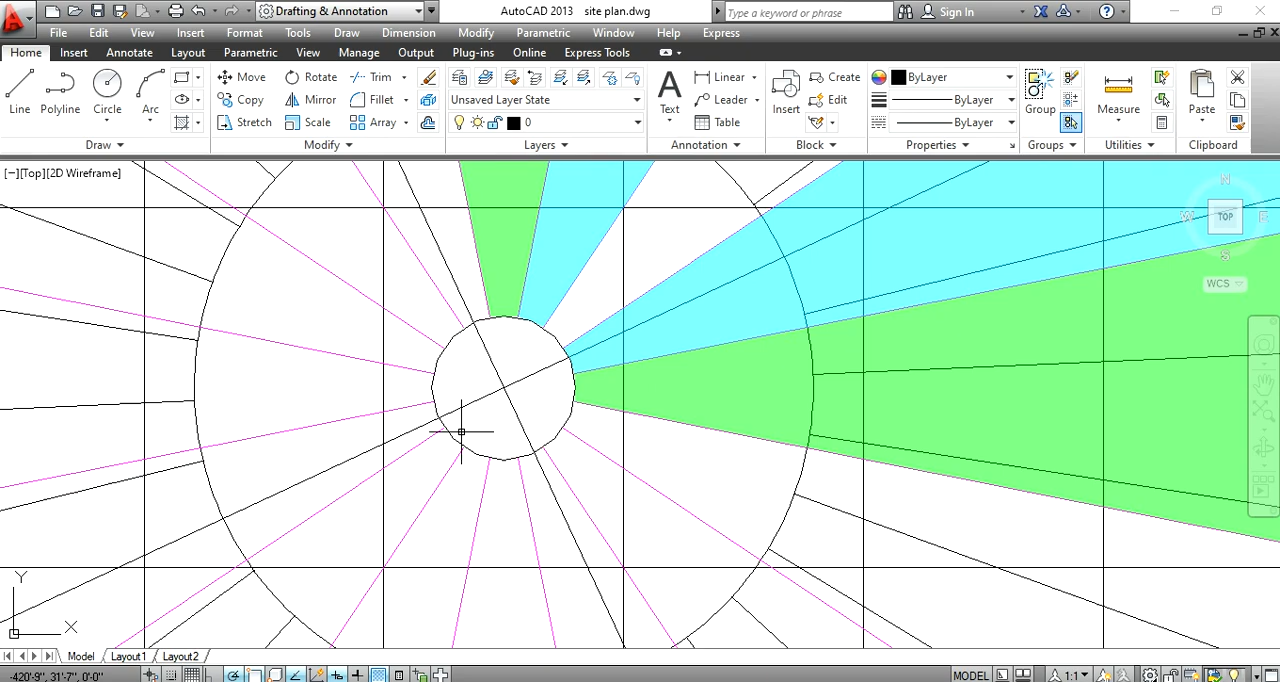 Drafting & Annotation AutoCAD 2013 site plan.dwg Type a keyword or phrase Sign In
File Edit View Insert Format Tools Draw Dimension Modify Parametric Window Help Express
Home Insert Annotate Layout Parametric View Manage Output Plug-ins Online Express Tools
Move Rotate Trim Linear Create ByLayer
Line Polyline Circle Arc Copy Mirror Fillet Unsaved Layer State Text Leader Insert Edit ByLayer Group Measure Paste
Stretch Scale Array 0 Table ByLayer
Draw Modify Layers Annotation Block Properties Groups Utilities Clipboard
[−][Top][2D Wireframe]
N
W TOP E
S
WCS
Y
X
Model Layout1 Layout2
-420'-9", 31'-7", 0'-0" MODEL 1:1